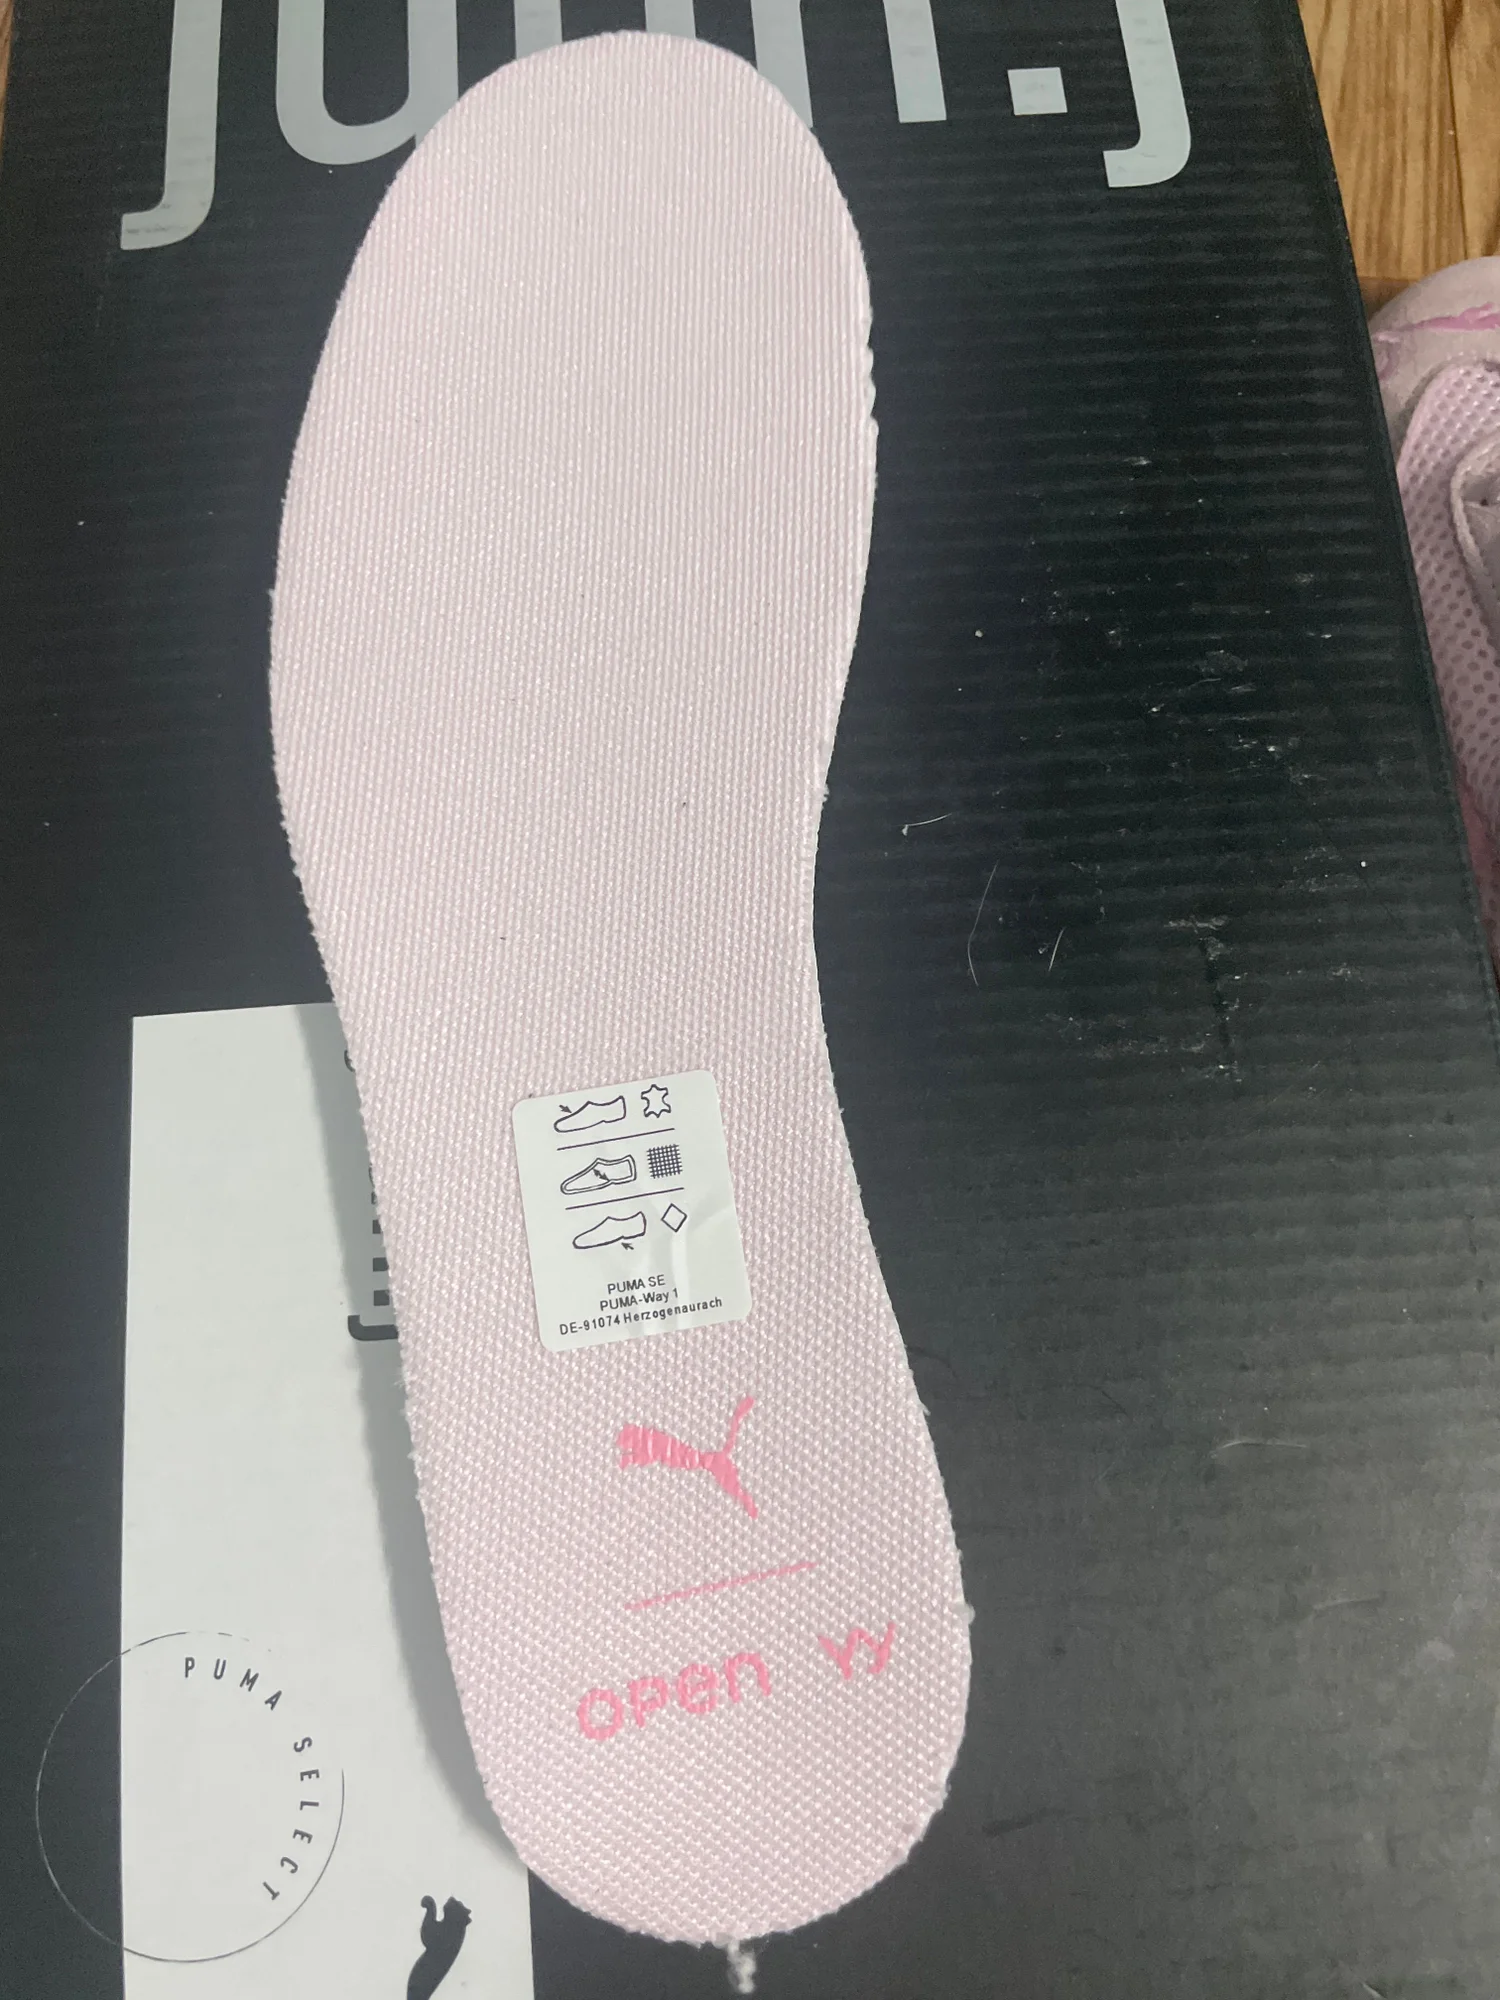 PUMA SE
PUMA-Way 1
DE-91074 Herzogenaurach
open YY
PUMA SELECT